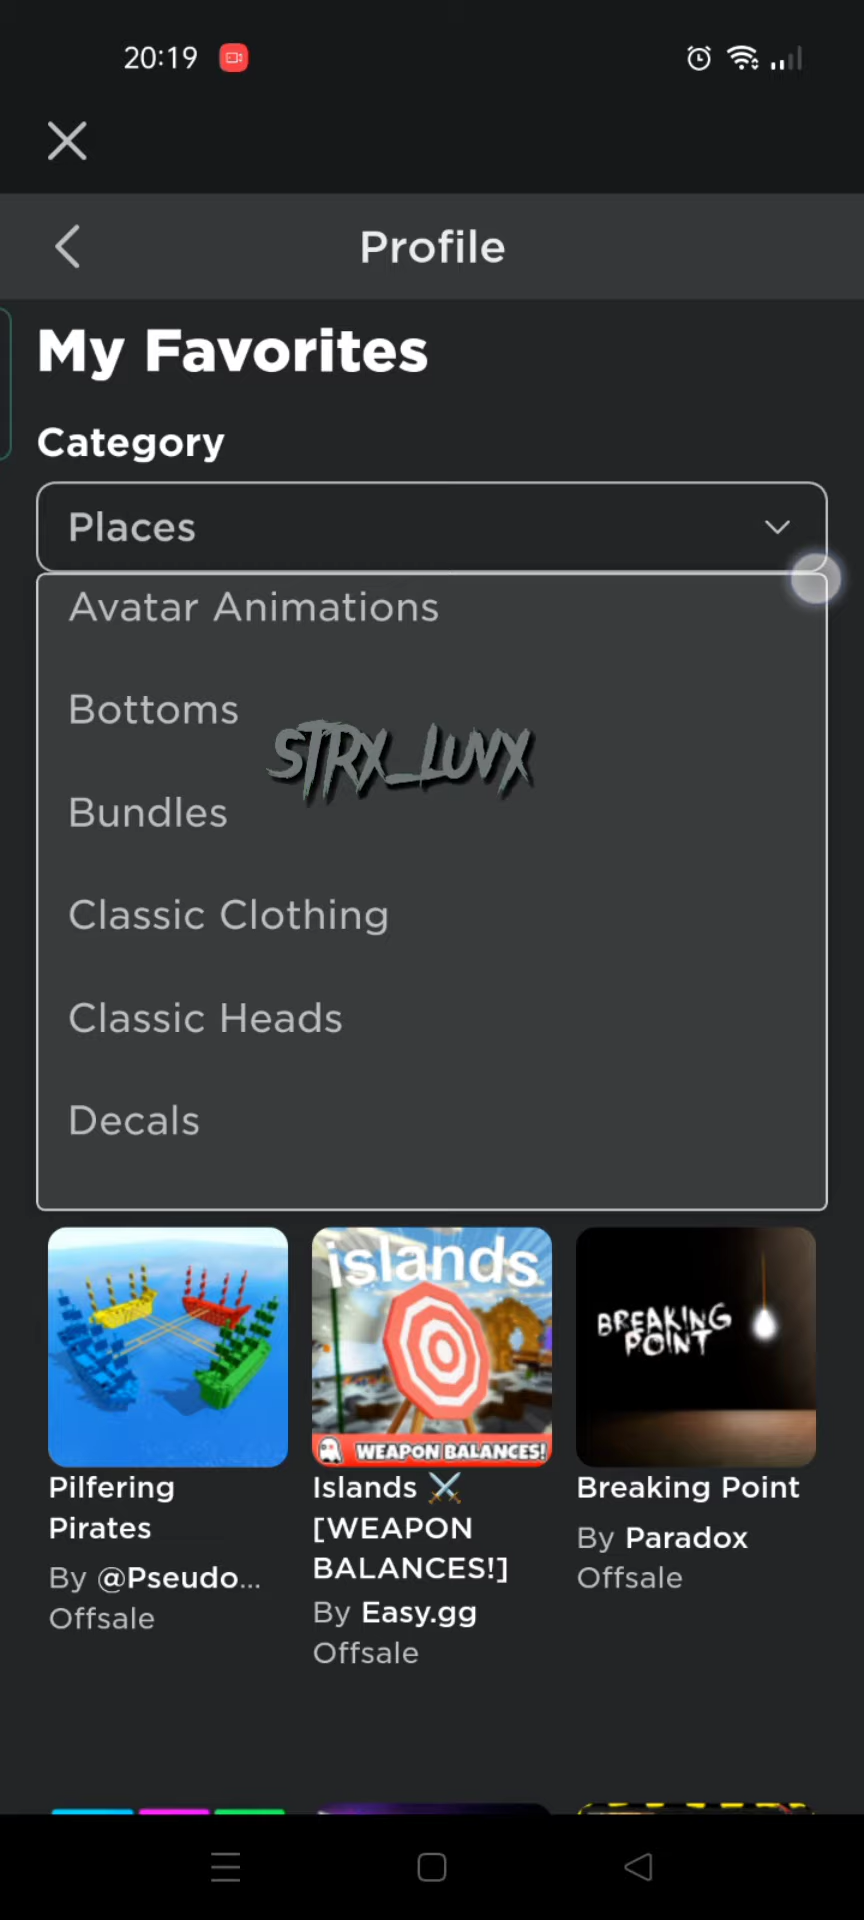 20:19
Profile
My Favorites
Category
Places
Avatar Animations
Bottoms
STRX_LUVX
Bundles
Classic Clothing
Classic Heads
Decals
islands
WEAPON BALANCES!
BREAKING
POINT
Pilfering
Pirates
By @Pseudo...
Offsale
Islands ⚔️
[WEAPON
BALANCES!]
By Easy.gg
Offsale
Breaking Point
By Paradox
Offsale